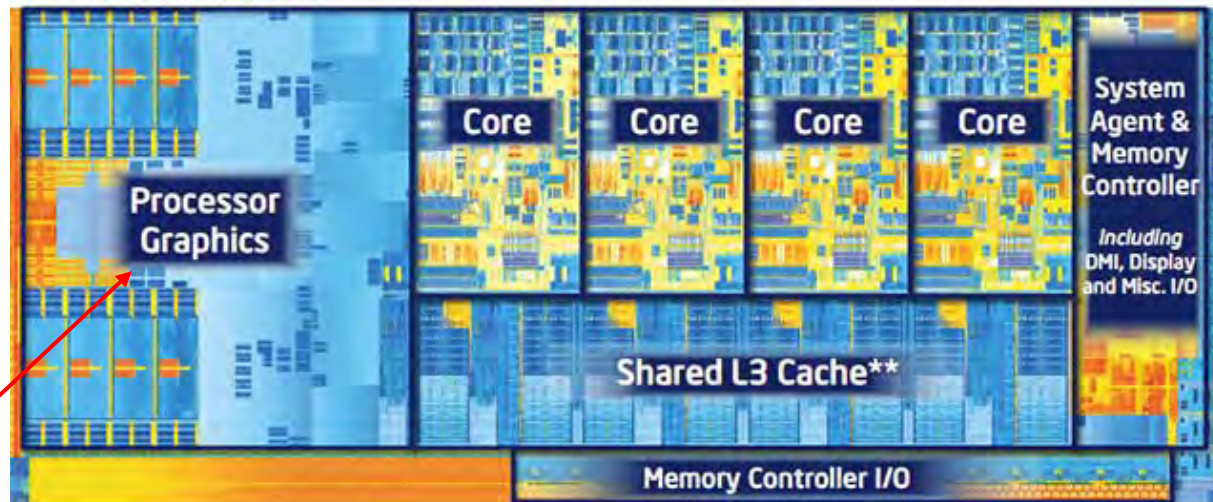 Processor
Graphics
Core
Core
Core
Core
System
Agent &
Memory
Controller
Including
DMI, Display
and Misc. I/O
Shared L3 Cache**
Memory Controller I/O